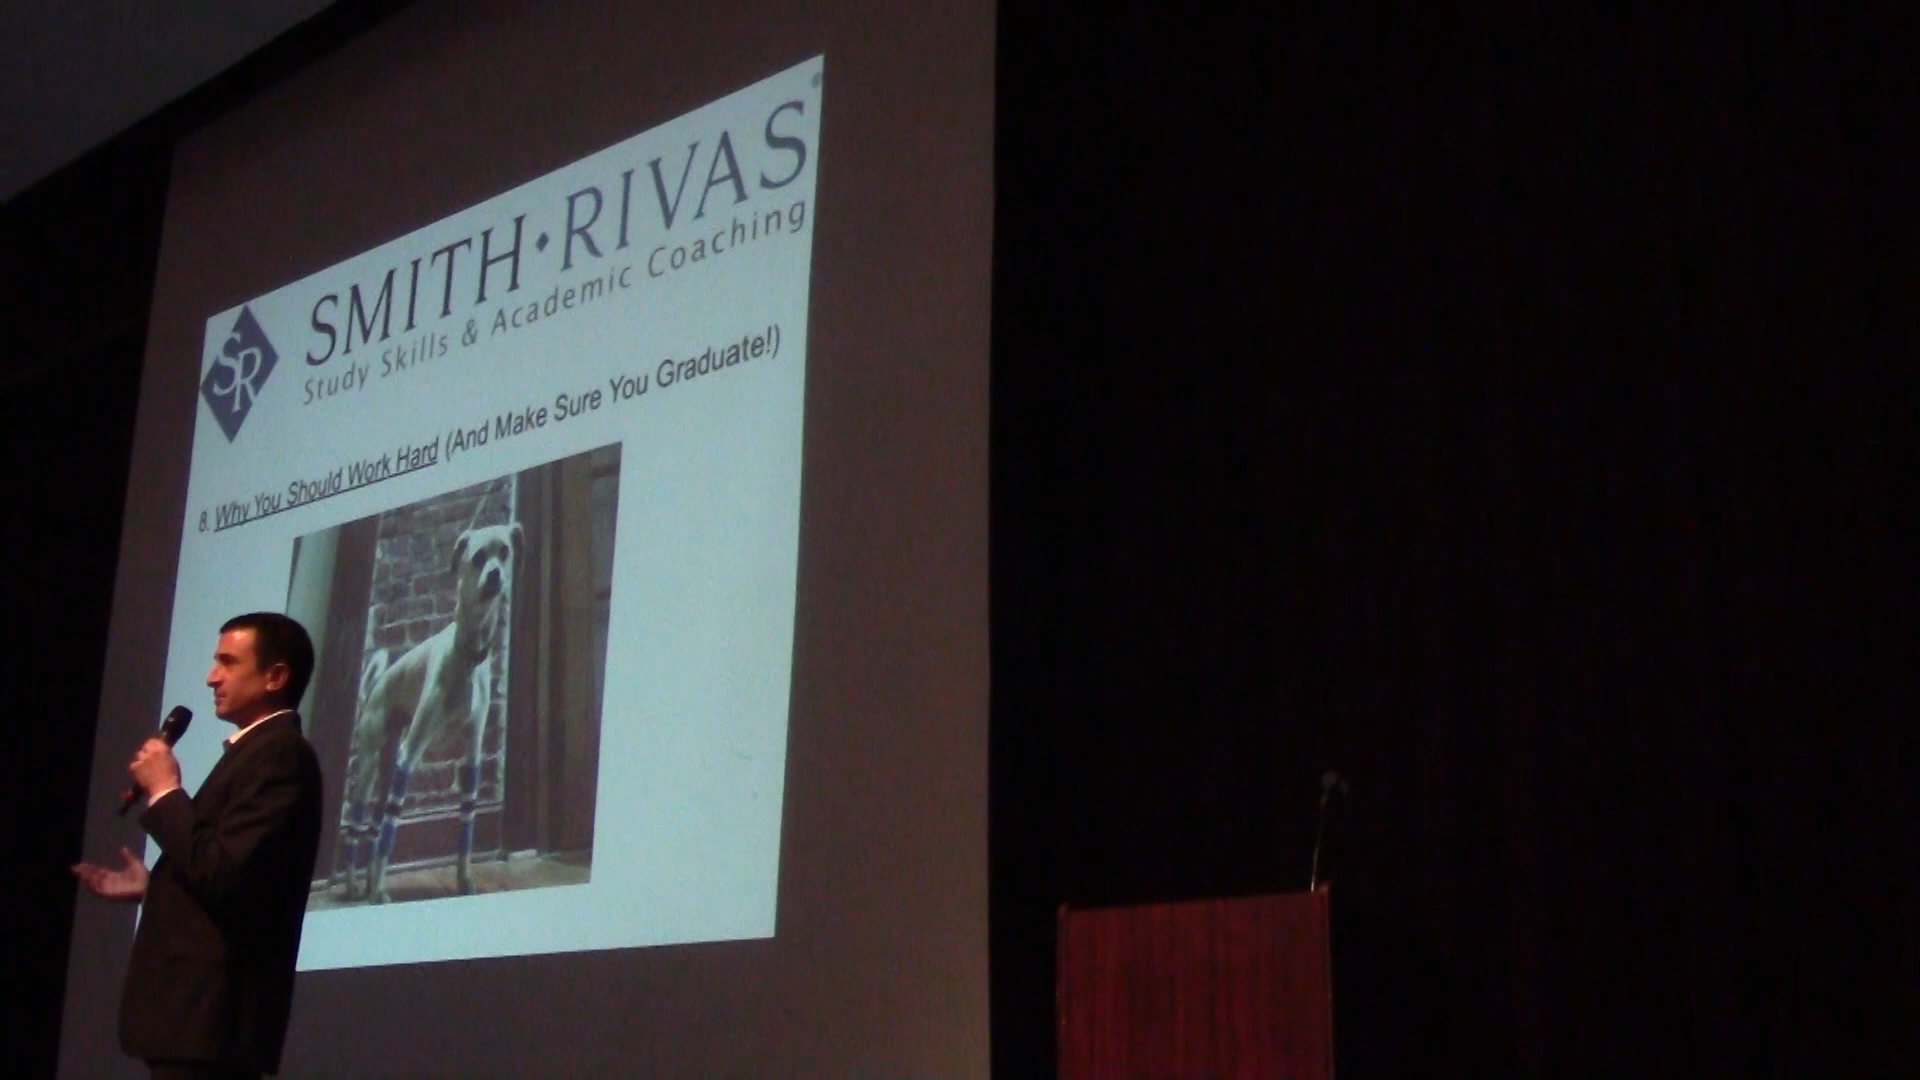 SMITH·RIVAS®
Study Skills & Academic Coaching
SR
8. Why You Should Work Hard (And Make Sure You Graduate!)